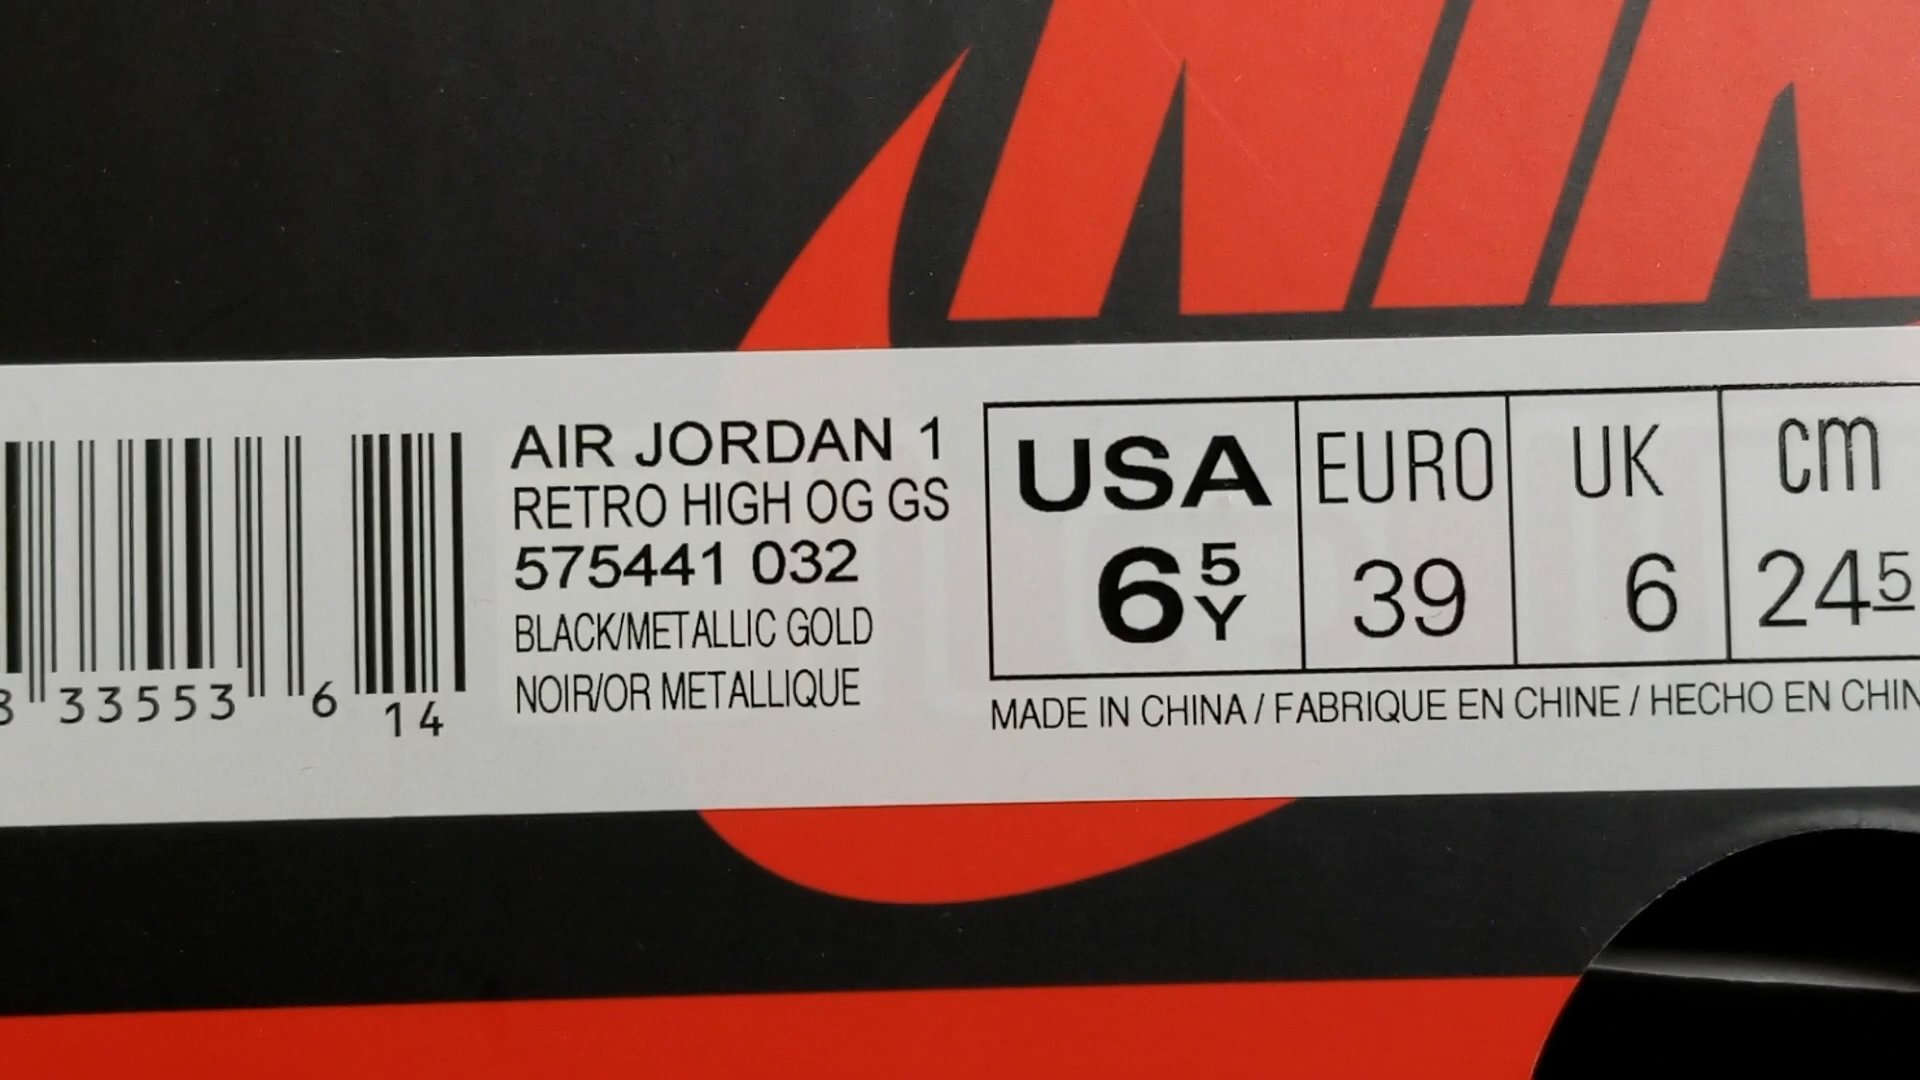 AIR JORDAN 1
RETRO HIGH OG GS
575441 032
BLACK/METALLIC GOLD
NOIR/OR METALLIQUE
33553 6 14
USA EURO UK cm
6 5 Y 39 6 24 5
MADE IN CHINA / FABRIQUE EN CHINE / HECHO EN CHIN